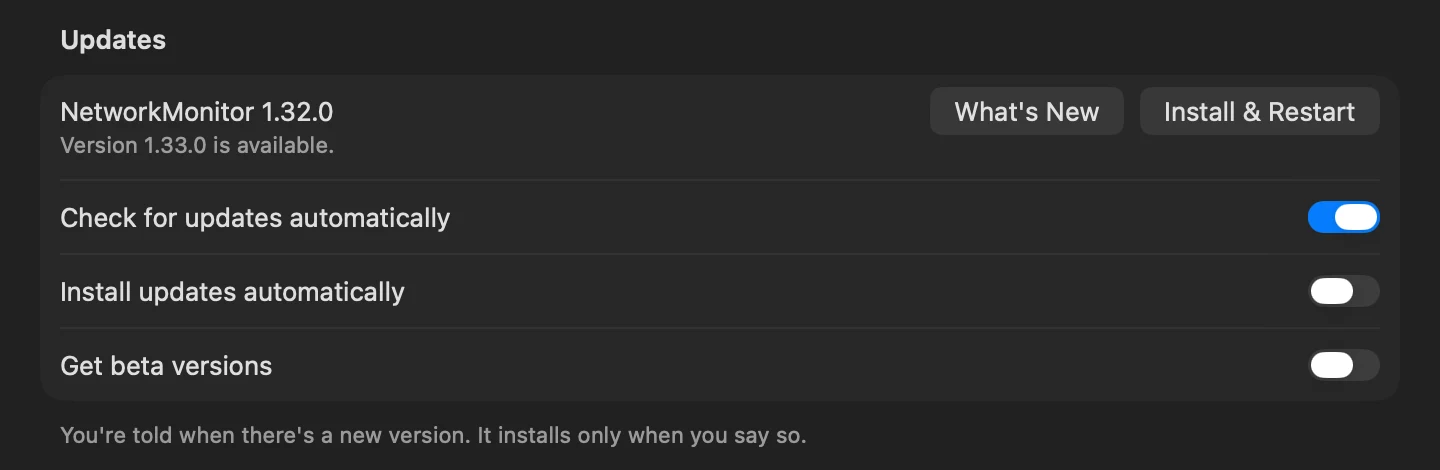 Updates
NetworkMonitor 1.32.0
What's New
Install & Restart
Version 1.33.0 is available.
Check for updates automatically
Install updates automatically
Get beta versions
You're told when there's a new version. It installs only when you say so.